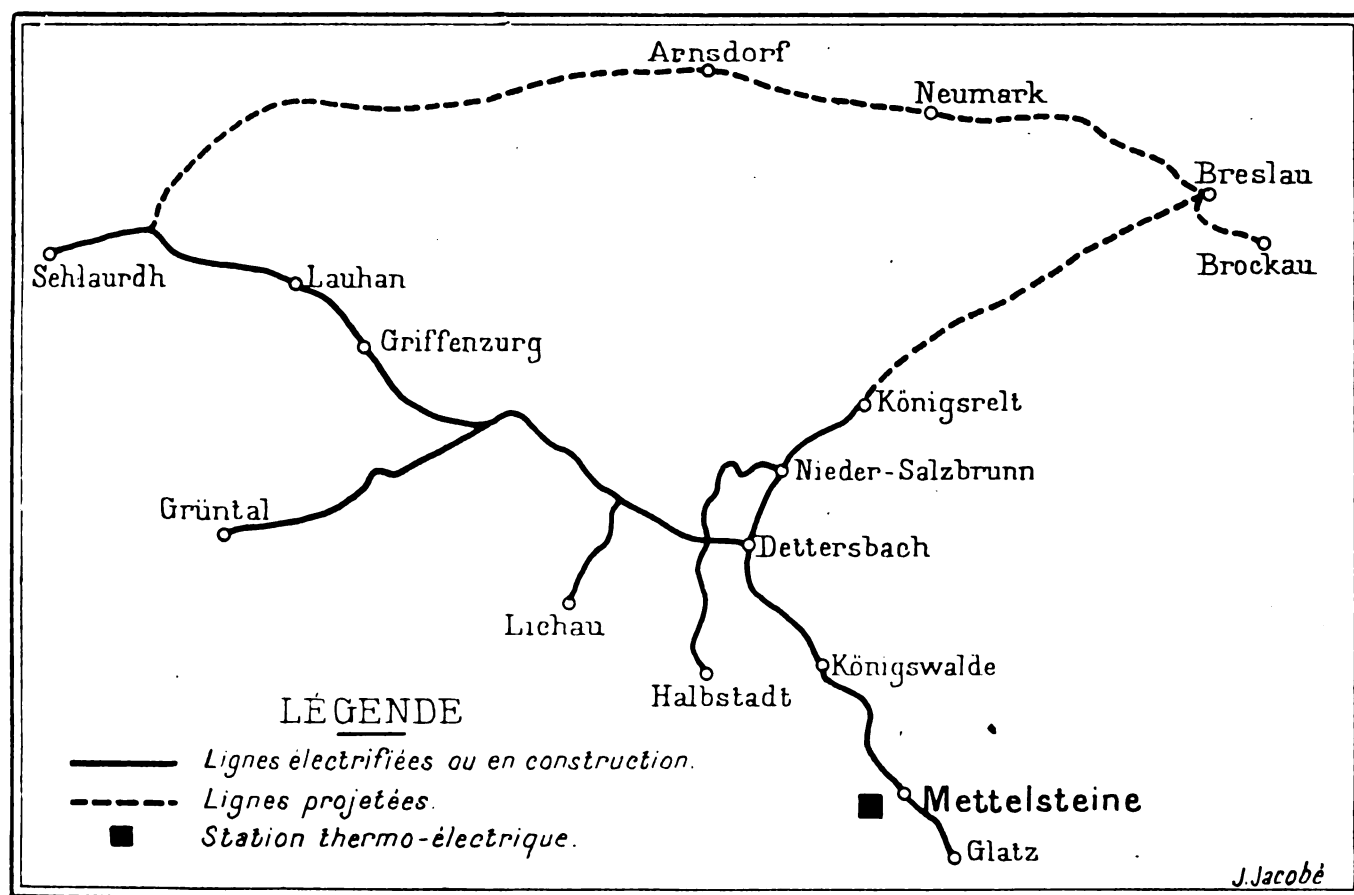 Arnsdorf
Neumark
Breslau
Brockau
Sehlaurdh
Lauhan
Griffenzurg
Königsrelt
Nieder-Salzbrunn
Grüntal
Dettersbach
Lichau
Königswalde
Halbstadt
LÉGENDE
Lignes électrifiées ou en construction.
Lignes projetées.
Station thermo-électrique.
Mettelsteine
Glatz
J. Jacobé